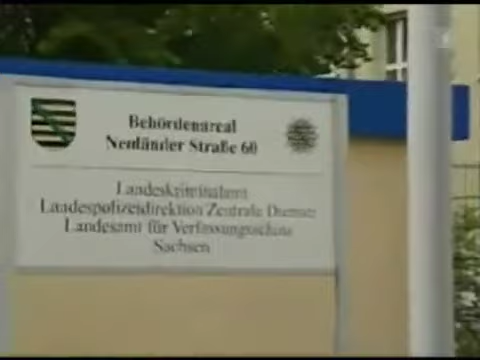 Behördenareal
Neuländer Straße 60
Landeskriminalamt
Landespolizeidirektion Zentrale Dienste
Landesamt für Verfassungsschutz
Sachsen